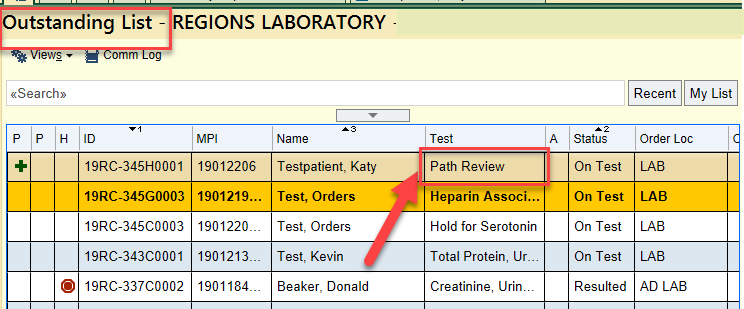 Outstanding List - REGIONS LABORATORY -
Views Comm Log
«Search» Recent My List
P P H ID 1 MPI Name 3 Test A Status 2 Order Loc
19RC-345H0001 19012206 Testpatient, Katy Path Review On Test LAB
19RC-345G0003 1901219... Test, Orders Heparin Associ... On Test LAB
19RC-345C0003 1901220... Test, Orders Hold for Serotonin On Test LAB
19RC-343C0001 1901213... Test, Kevin Total Protein, Ur... On Test LAB
19RC-337C0002 1901184... Beaker, Donald Creatinine, Urin... Resulted AD LAB